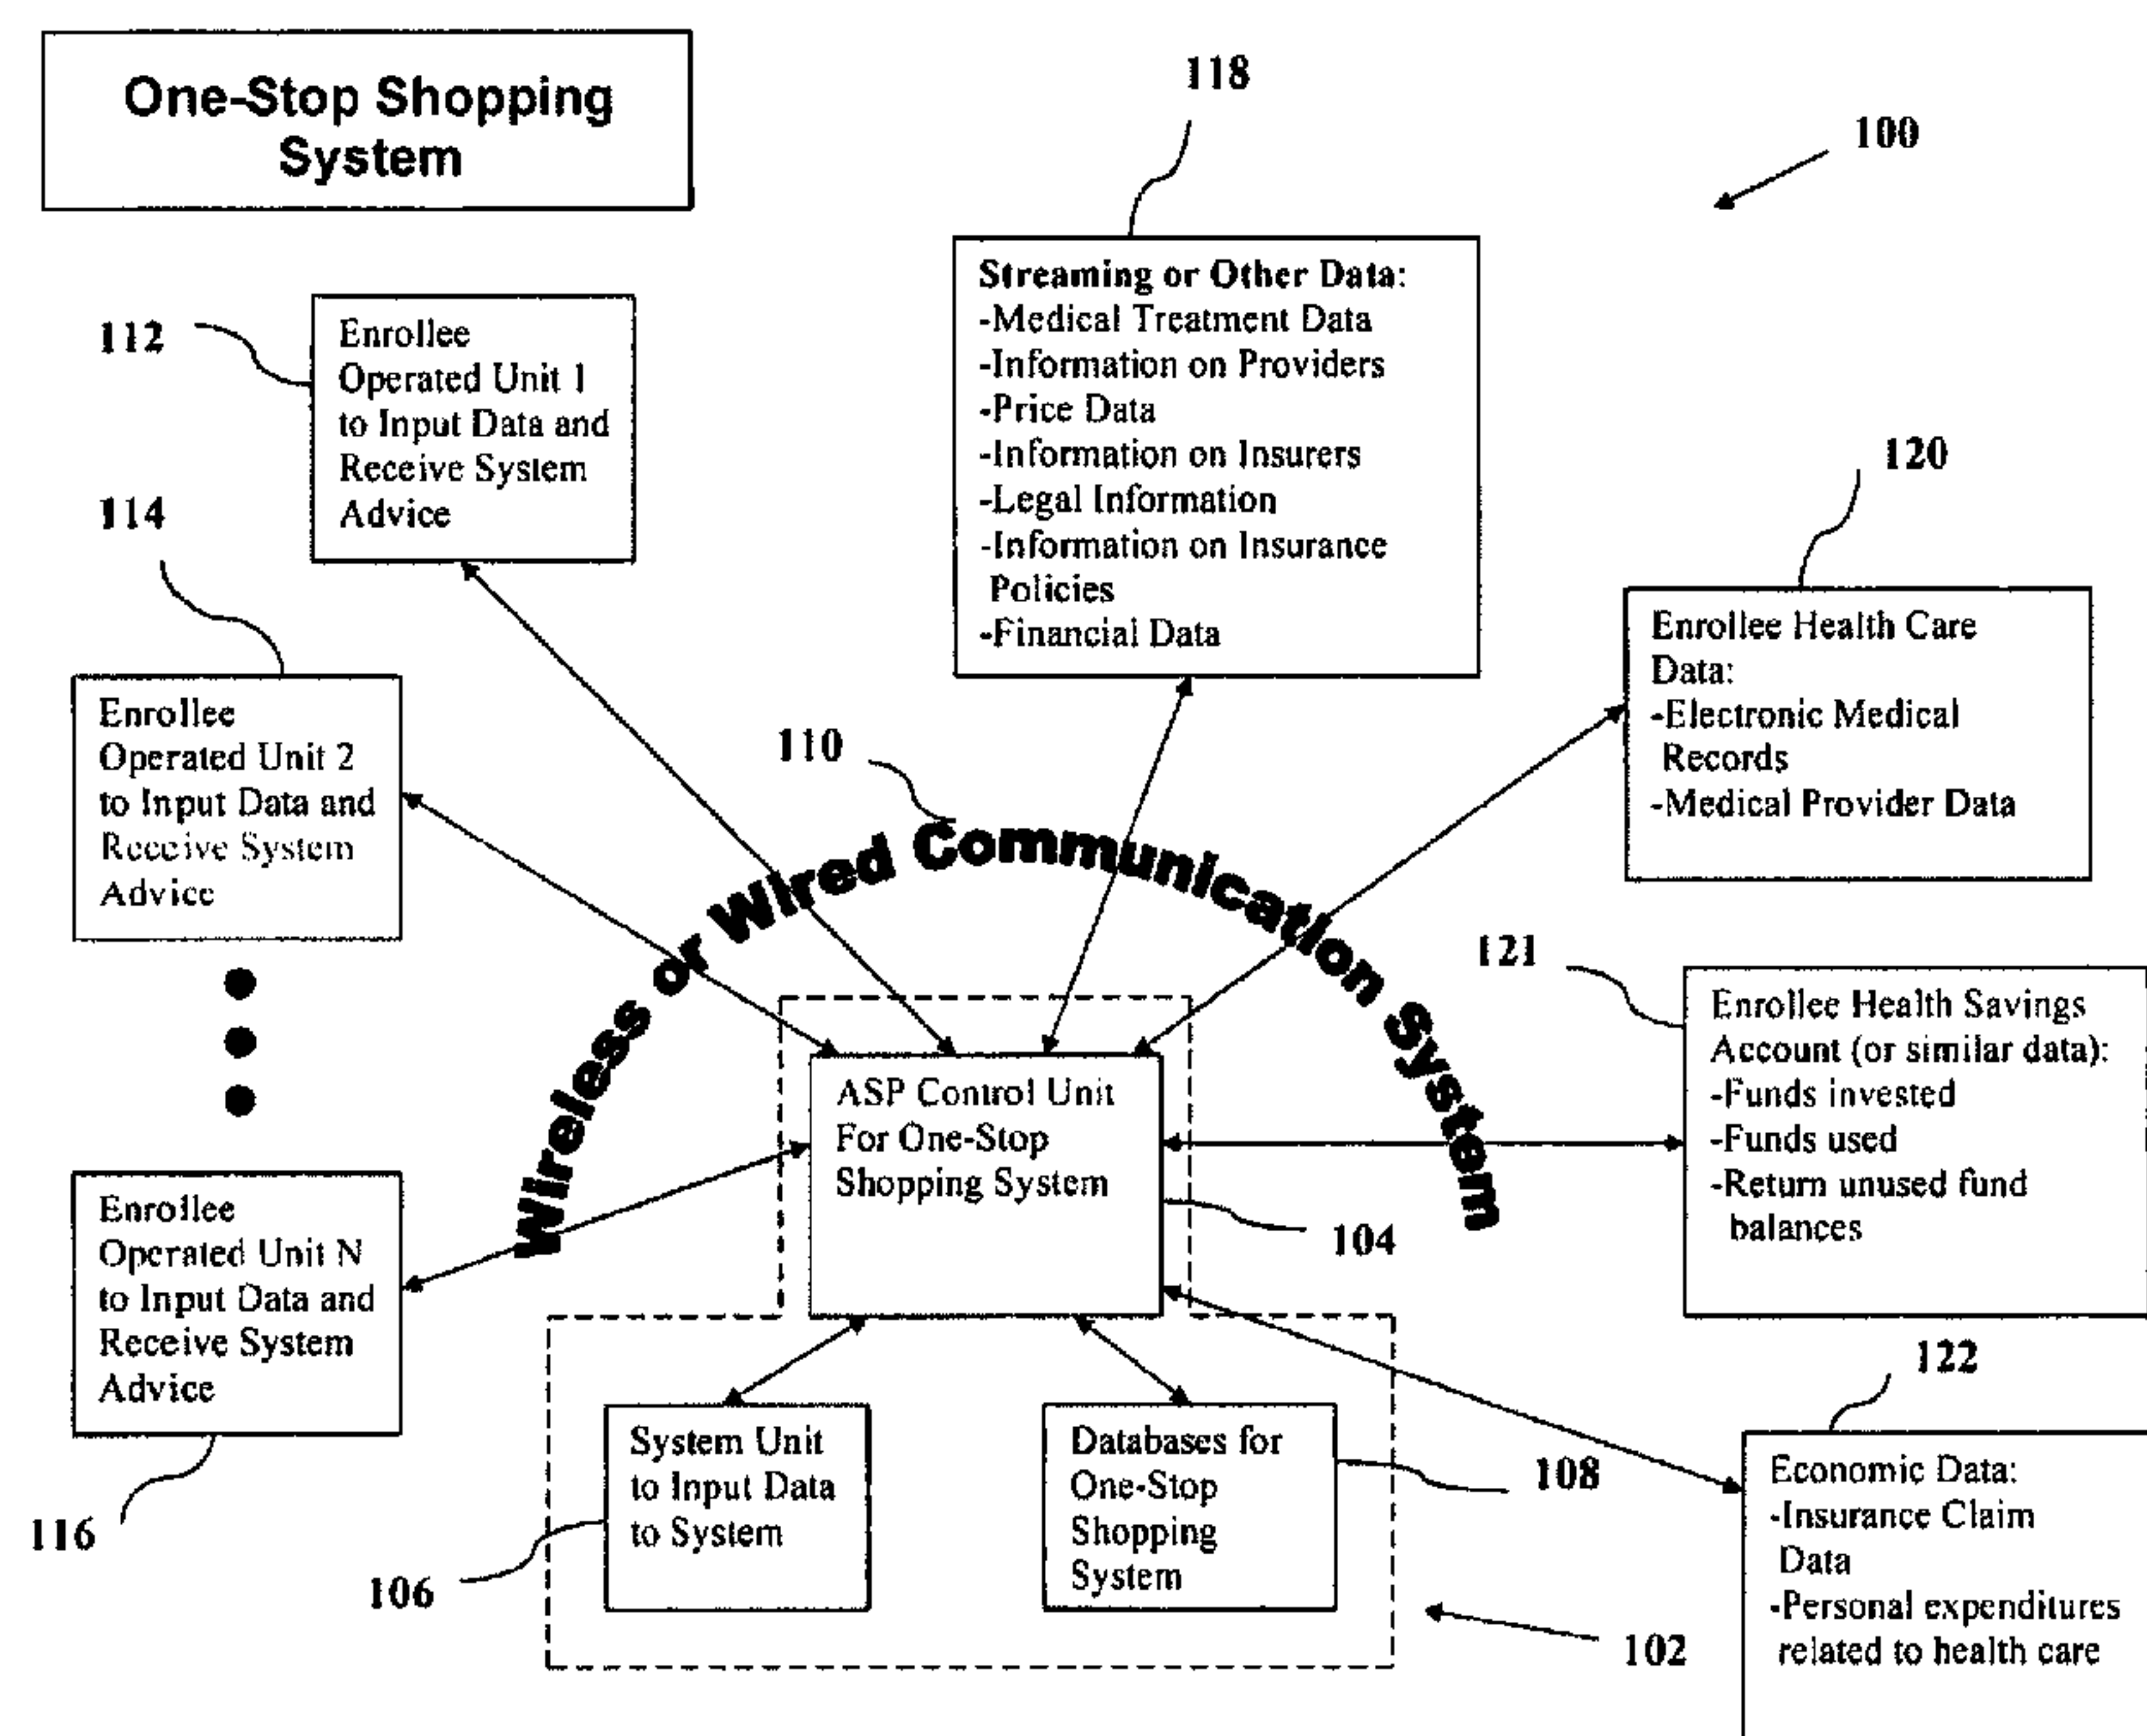 One-Stop Shopping
System
118
100
112
Enrollee
Operated Unit 1
to Input Data and
Receive System
Advice
Streaming or Other Data:
-Medical Treatment Data
-Information on Providers
-Price Data
-Information on Insurers
-Legal Information
-Information on Insurance
Policies
-Financial Data
120
Enrollee Health Care
Data:
-Electronic Medical
Records
-Medical Provider Data
114
Enrollee
Operated Unit 2
to Input Data and
Receive System
Advice
110
Wireless or Wired Communication System
121
Enrollee Health Savings
Account (or similar data):
-Funds invested
-Funds used
-Return unused fund
balances
ASP Control Unit
For One-Stop
Shopping System
104
Enrollee
Operated Unit N
to Input Data and
Receive System
Advice
116
System Unit
to Input Data
to System
106
Databases for
One-Stop
Shopping
System
108
102
122
Economic Data:
-Insurance Claim
Data
-Personal expenditures
related to health care